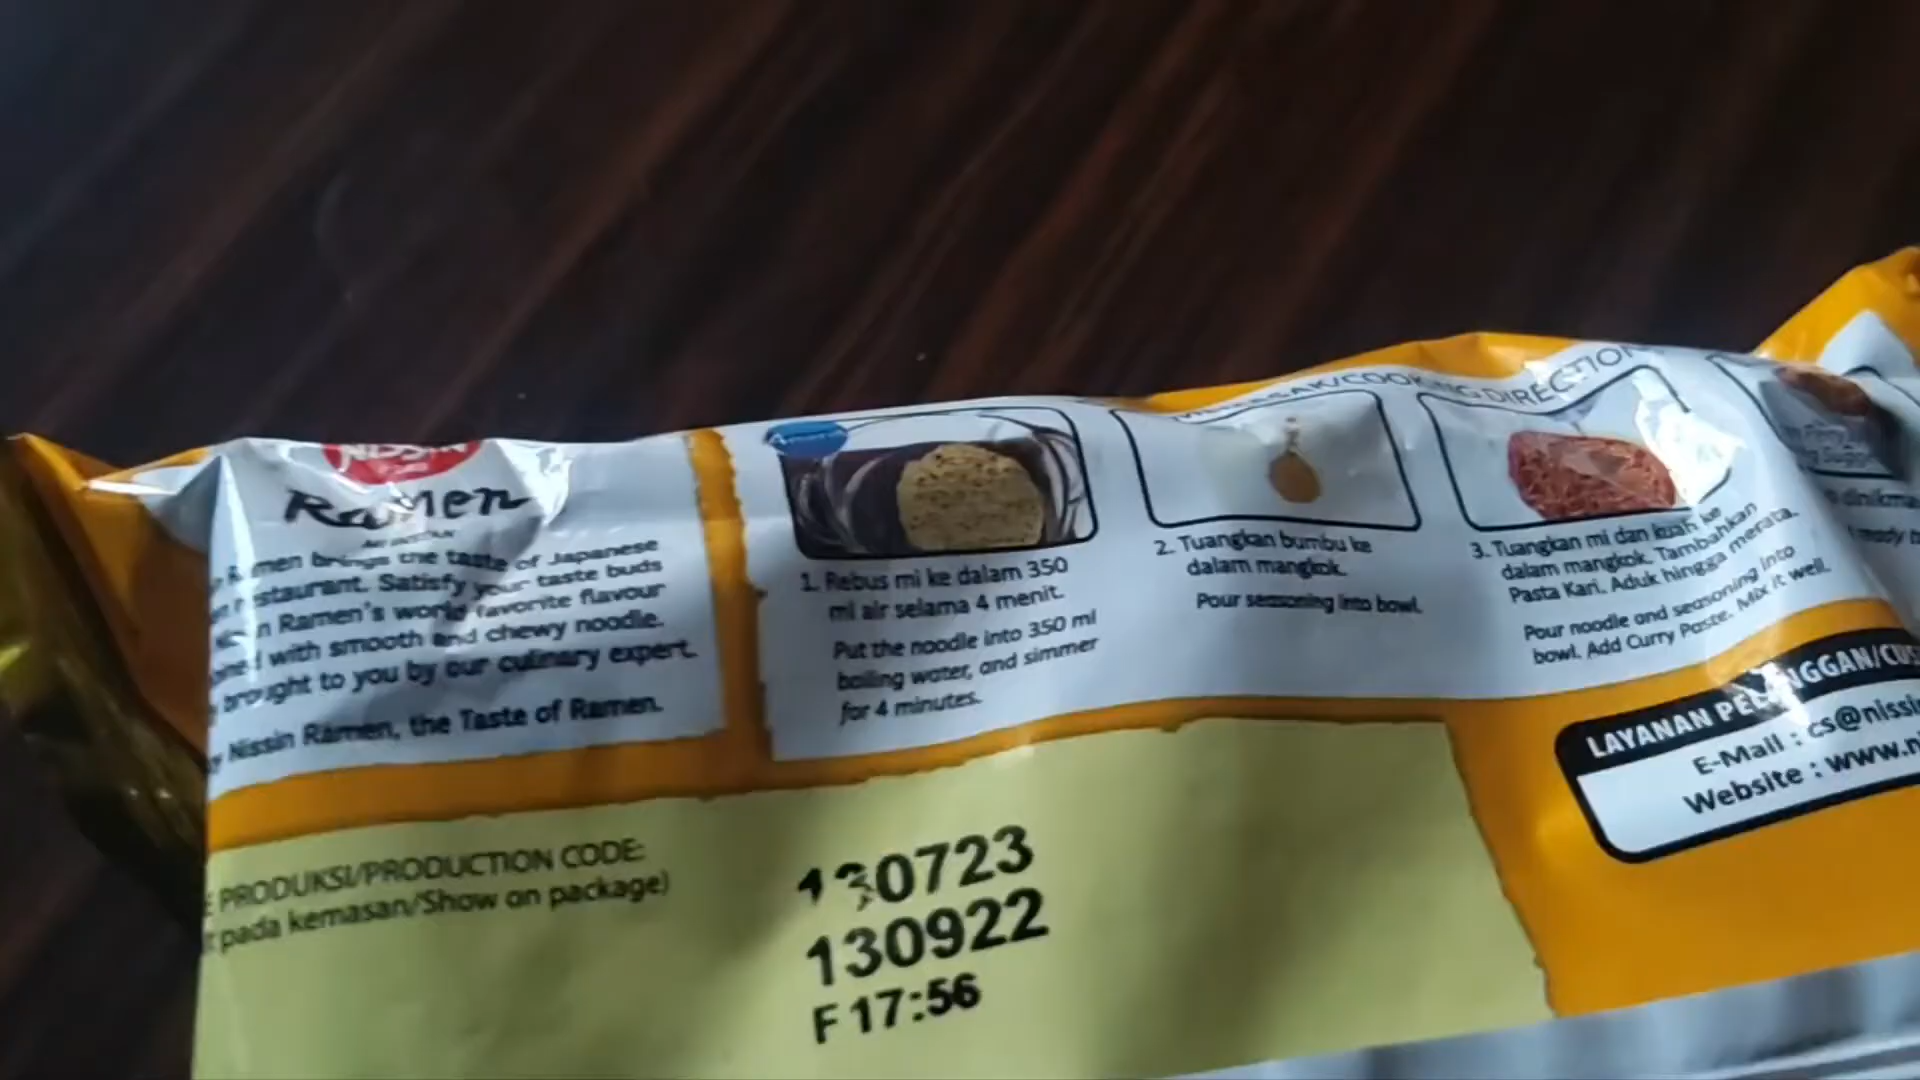 NISSIN
Ramen
Ramen brings the taste of Japanese
restaurant. Satisfy your taste buds
Ramen's world favorite flavour
with smooth and chewy noodle.
brought to you by our culinary expert.
Nissin Ramen, the Taste of Ramen.
COOKING DIRECTION
1. Rebus mi ke dalam 350
ml air selama 4 menit.
Put the noodle into 350 ml
boiling water, and simmer
for 4 minutes.
2. Tuangkan bumbu ke
dalam mangkok.
Pour seasoning into bowl.
3. Tuangkan mi dan kuah ke
dalam mangkok. Tambahkan
Pasta Kari. Aduk hingga merata.
Pour noodle and seasoning into
bowl. Add Curry Paste. Mix it well.
LAYANAN PELANGGAN/CUS
E-Mail : cs@nissin
Website : www.n
PRODUKSI/PRODUCTION CODE:
pada kemasan/Show on package)
130723
130922
F 17:56